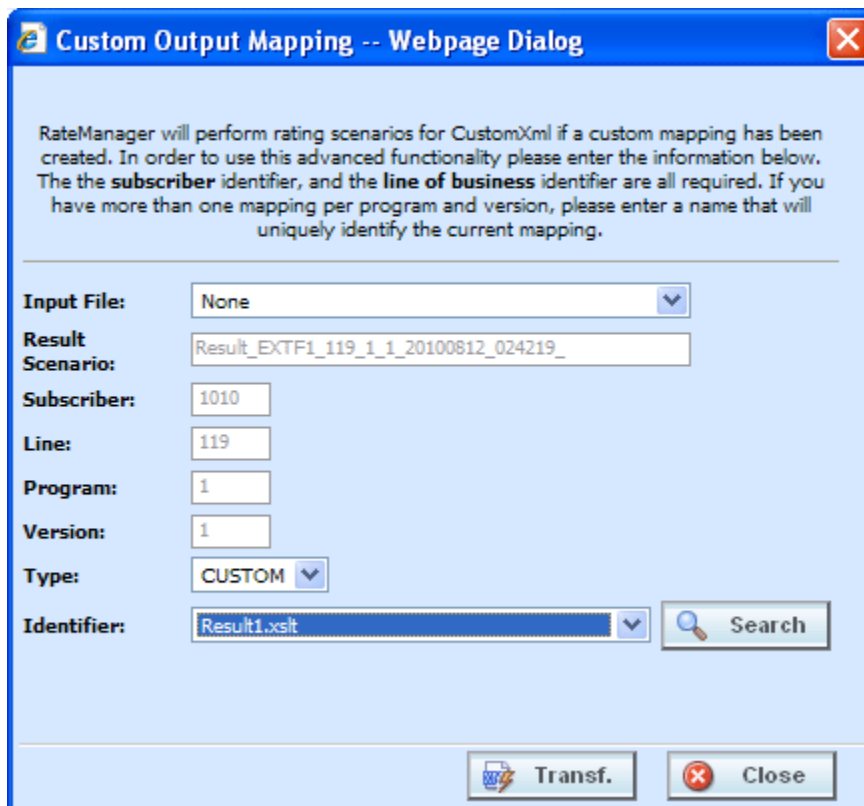 Custom Output Mapping -- Webpage Dialog
RateManager will perform rating scenarios for CustomXml if a custom mapping has been
created. In order to use this advanced functionality please enter the information below.
The the subscriber identifier, and the line of business identifier are all required. If you
have more than one mapping per program and version, please enter a name that will
uniquely identify the current mapping.
Input File: None
Result Scenario: Result_EXTF1_119_1_1_20100812_024219_
Subscriber: 1010
Line: 119
Program: 1
Version: 1
Type: CUSTOM
Identifier: Result1.xslt Search
Transf. Close